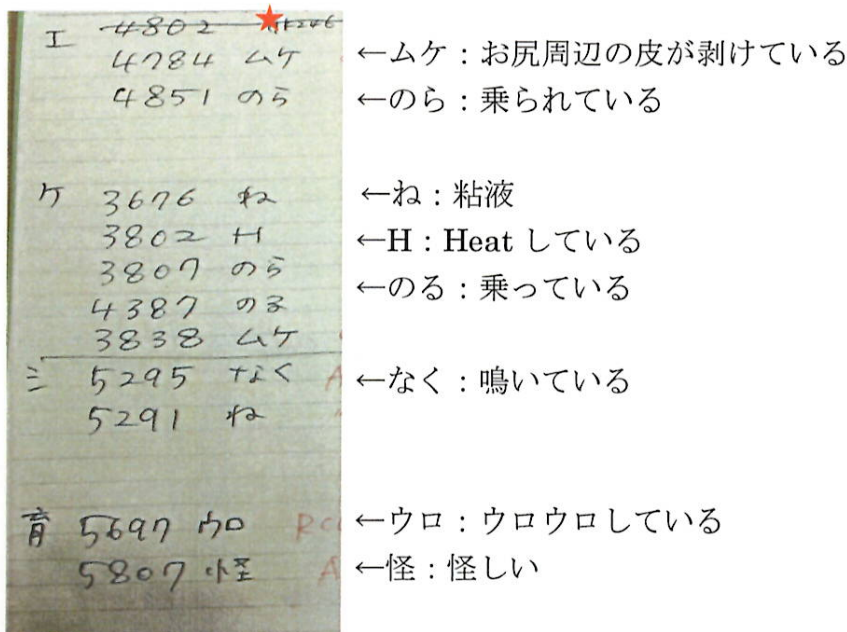 エ 4802
4784 ムケ ←ムケ：お尻周辺の皮が剥けている
4851 のら ←のら：乗られている
ケ 3676 ね ←ね：粘液
3802 H ←H：Heat している
3807 のら
4387 のる ←のる：乗っている
3838 ムケ
ミ 5295 なく ←なく：鳴いている
5291 ね
育 5697 ウロ ←ウロ：ウロウロしている
5807 怪 ←怪：怪しい